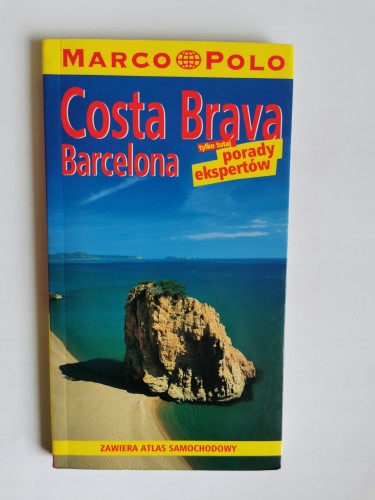 MARCO POLO
Costa Brava
Barcelona
tylko tutaj
porady
ekspertów
ZAWIERA ATLAS SAMOCHODOWY